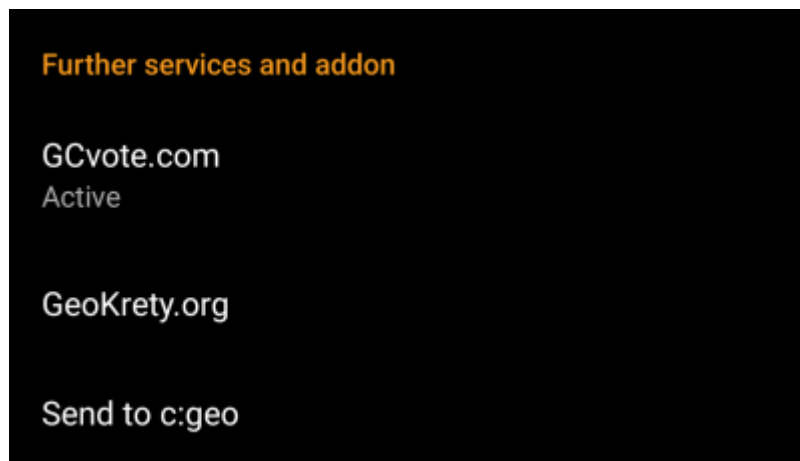 Further services and addon
GCvote.com
Active
GeoKrety.org
Send to c:geo